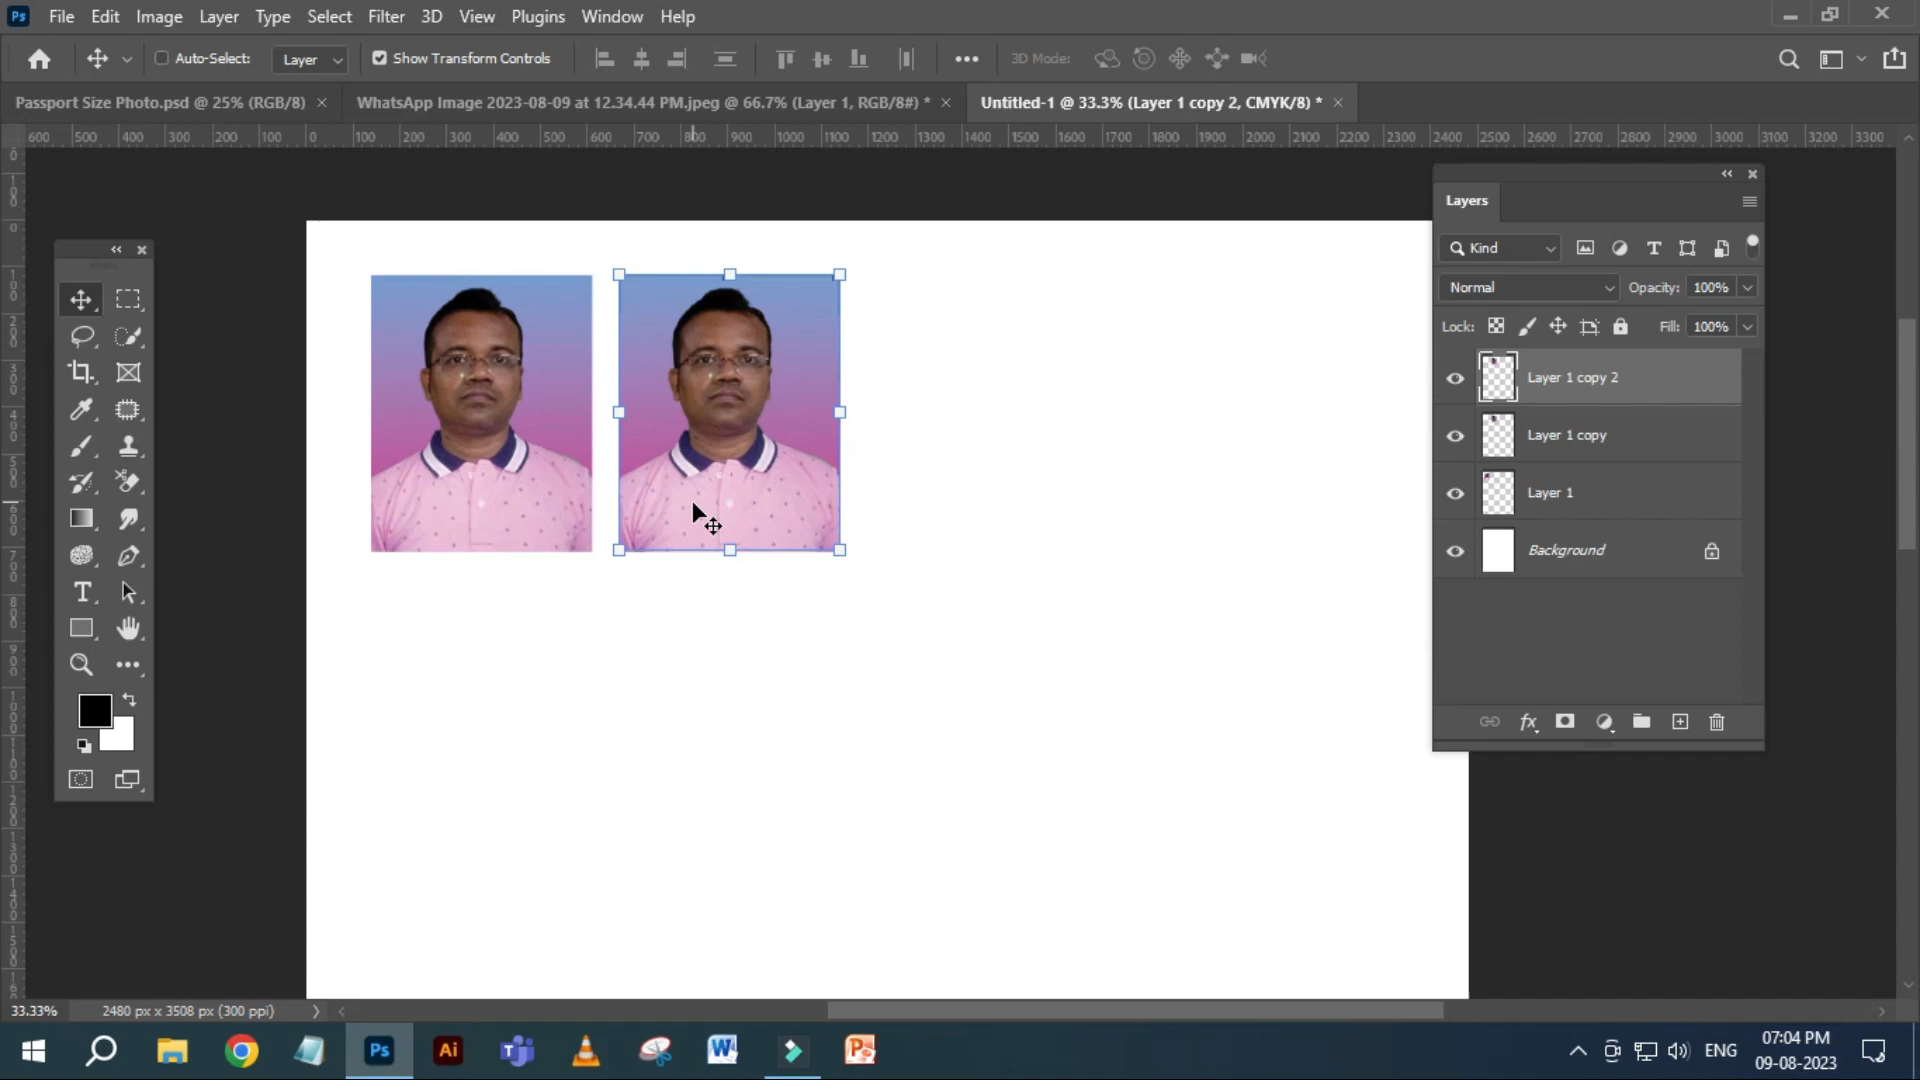 Ps File Edit Image Layer Type Select Filter 3D View Plugins Window Help
Auto-Select: Layer Show Transform Controls 3D Mode:
Passport Size Photo.psd @ 25% (RGB/8) × WhatsApp Image 2023-08-09 at 12.34.44 PM.jpeg @ 66.7% (Layer 1, RGB/8#) * × Untitled-1 @ 33.3% (Layer 1 copy 2, CMYK/8) * ×
600 500 400 300 200 100 0 100 200 300 400 500 600 700 800 900 1000 1100 1200 1300 1400 1500 1600 1700 1800 1900 2000 2100 2200 2300 2400 2500 2600 2700 2800 2900 3000 3100 3200 3300
Layers
Kind
Normal Opacity: 100%
Lock: Fill: 100%
Layer 1 copy 2
Layer 1 copy
Layer 1
Background
fx
33.33% 2480 px x 3508 px (300 ppi)
Ps Ai ENG
07:04 PM
09-08-2023